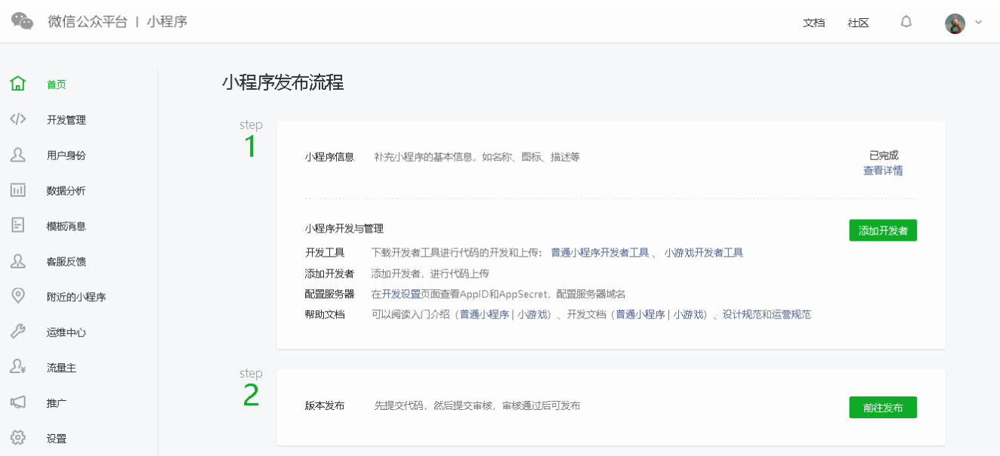 微信公众平台 | 小程序
文档 社区
首页
开发管理
用户身份
数据分析
模板消息
客服反馈
附近的小程序
运维中心
流量主
推广
设置
小程序发布流程
step
1
小程序信息 补充小程序的基本信息，如名称、图标、描述等
已完成
查看详情
小程序开发与管理
添加开发者
开发工具 下载开发者工具进行代码的开发和上传： 普通小程序开发者工具 、 小游戏开发者工具
添加开发者 添加开发者，进行代码上传
配置服务器 在开发设置页面查看AppID和AppSecret，配置服务器域名
帮助文档 可以阅读入门介绍（普通小程序 | 小游戏）、开发文档（普通小程序 | 小游戏）、设计规范和运营规范
step
2
版本发布 先提交代码，然后提交审核，审核通过后可发布
前往发布